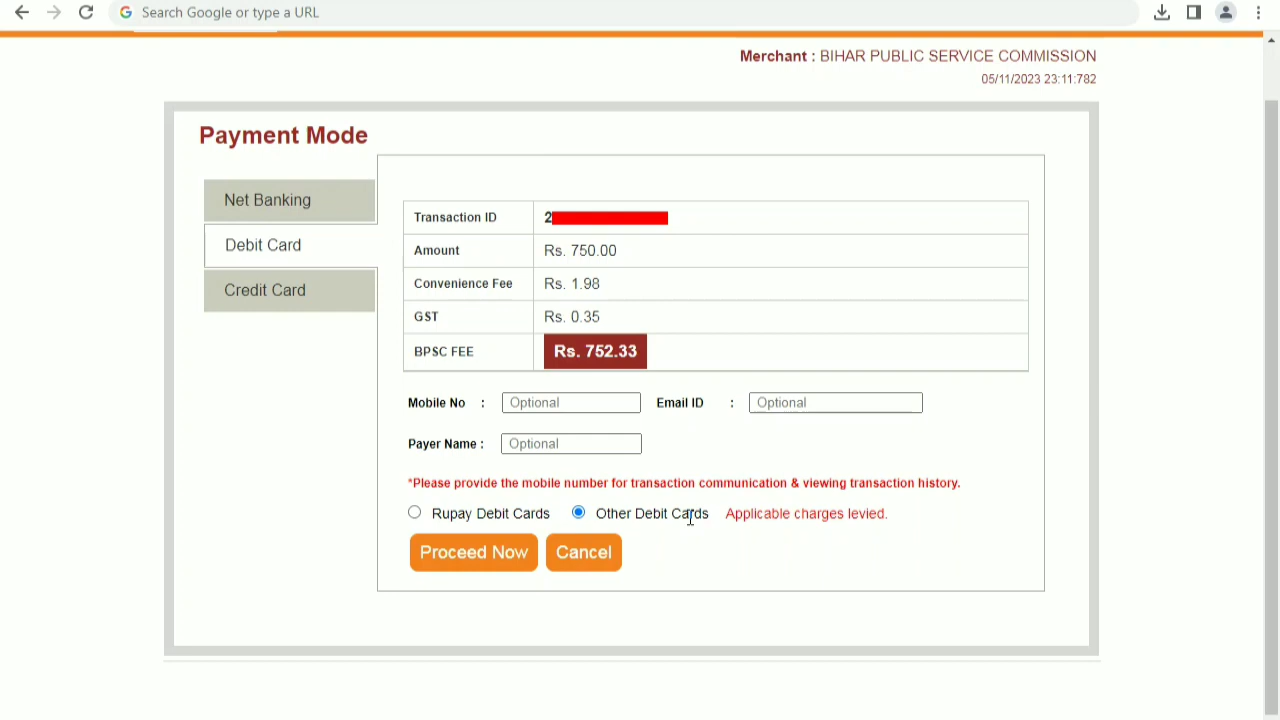 Search Google or type a URL
Merchant : BIHAR PUBLIC SERVICE COMMISSION
05/11/2023 23:11:782
Payment Mode
Net Banking
Debit Card
Credit Card
Transaction ID 2
Amount Rs. 750.00
Convenience Fee Rs. 1.98
GST Rs. 0.35
BPSC FEE Rs. 752.33
Mobile No : Optional Email ID : Optional
Payer Name : Optional
*Please provide the mobile number for transaction communication & viewing transaction history.
Rupay Debit Cards Other Debit Cards Applicable charges levied.
Proceed Now Cancel